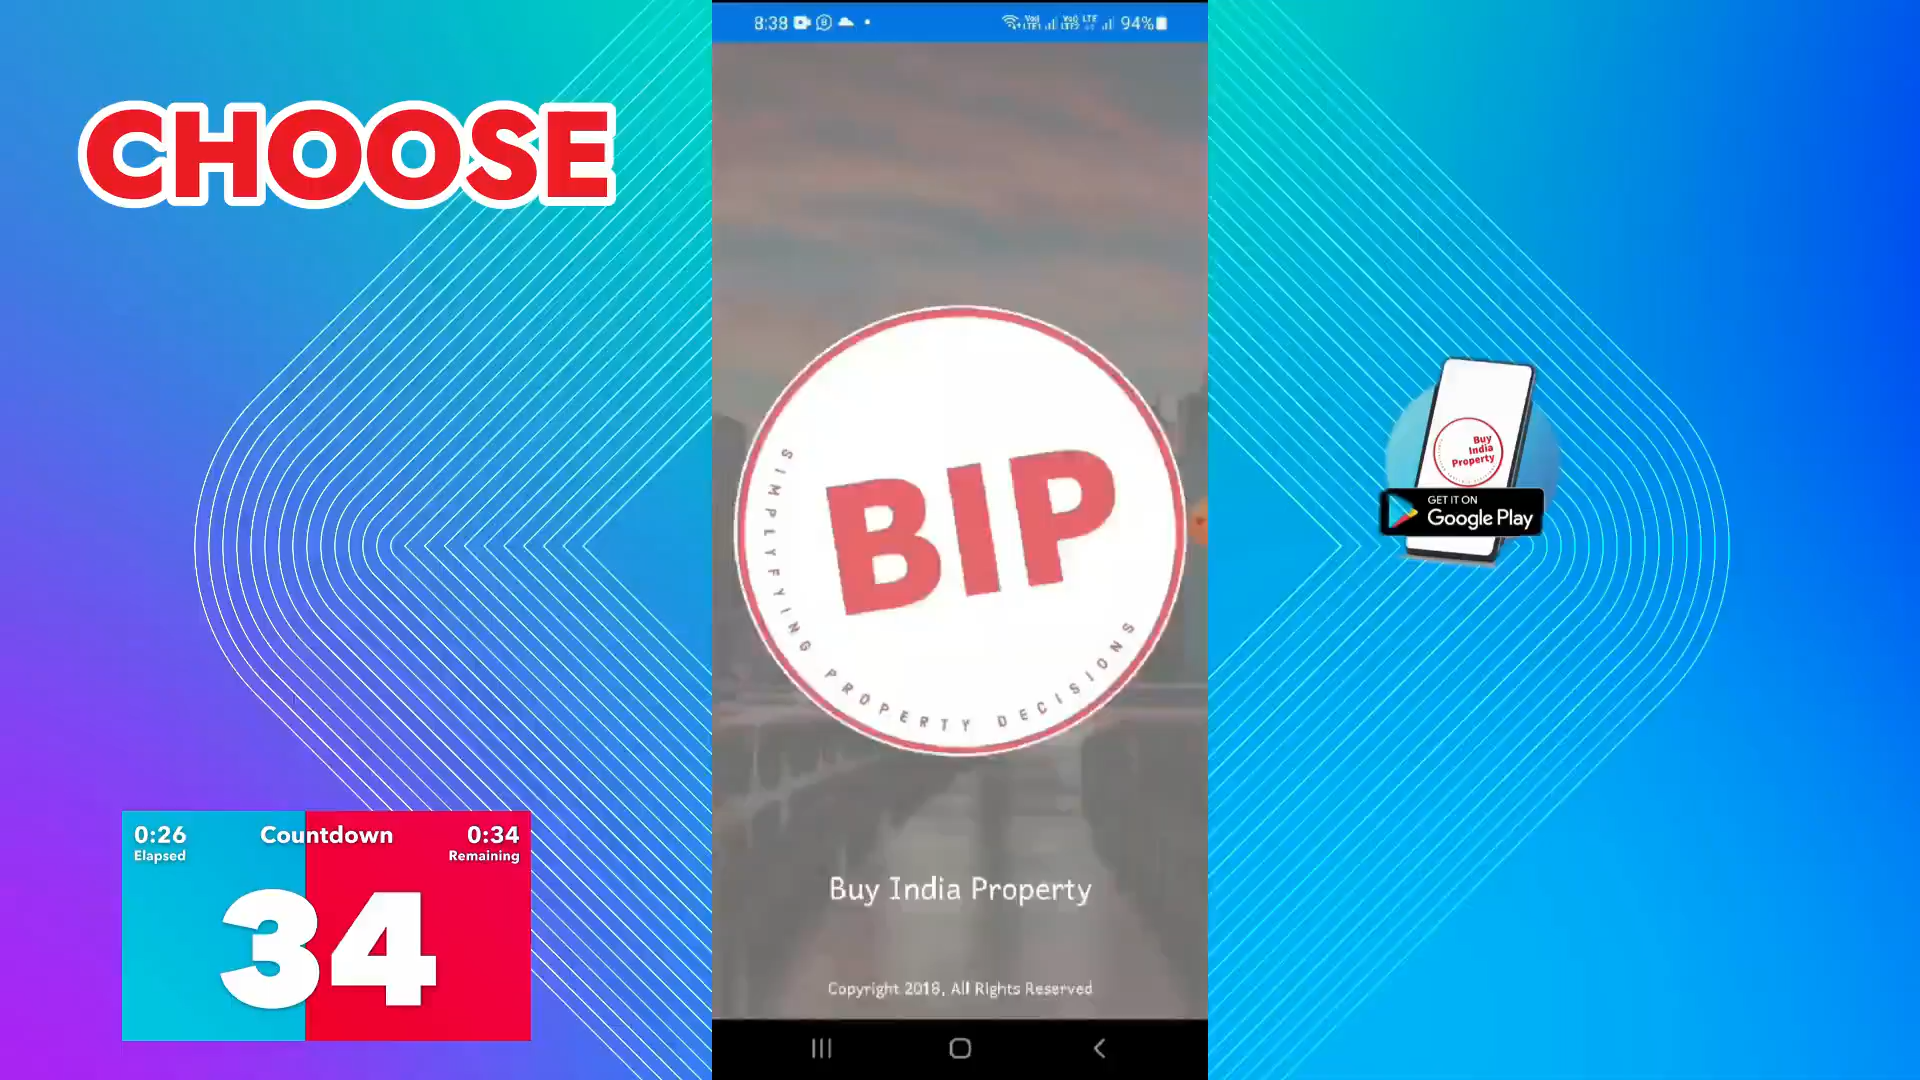 CHOOSE
8:38
94%
SIMPLYFYING PROPERTY DECISIONS
BIP
Buy India Property
Copyright 2018, All Rights Reserved
Buy
India
Property
GET IT ON
Google Play
0:26 Countdown 0:34
Elapsed Remaining
34